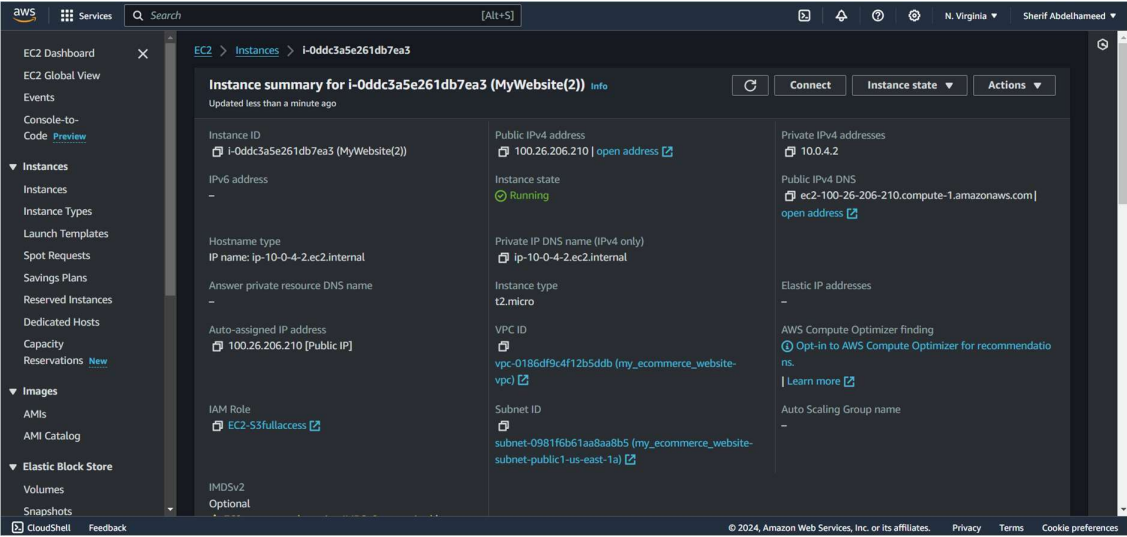 aws Services Search [Alt+S] N. Virginia ▼ Sherif Abdelhameed ▼
EC2 Dashboard
EC2 Global View
Events
Console-to-
Code Preview
▼ Instances
Instances
Instance Types
Launch Templates
Spot Requests
Savings Plans
Reserved Instances
Dedicated Hosts
Capacity
Reservations New
▼ Images
AMIs
AMI Catalog
▼ Elastic Block Store
Volumes
Snapshots
EC2 > Instances > i-0ddc3a5e261db7ea3
Instance summary for i-0ddc3a5e261db7ea3 (MyWebsite(2)) Info
Updated less than a minute ago
Connect Instance state ▼ Actions ▼
Instance ID
i-0ddc3a5e261db7ea3 (MyWebsite(2))
Public IPv4 address
100.26.206.210 | open address
Private IPv4 addresses
10.0.4.2
IPv6 address
–
Instance state
Running
Public IPv4 DNS
ec2-100-26-206-210.compute-1.amazonaws.com |
open address
Hostname type
IP name: ip-10-0-4-2.ec2.internal
Private IP DNS name (IPv4 only)
ip-10-0-4-2.ec2.internal
Answer private resource DNS name
–
Instance type
t2.micro
Elastic IP addresses
–
Auto-assigned IP address
100.26.206.210 [Public IP]
VPC ID
vpc-0186df9c4f12b5ddb (my_ecommerce_website-
vpc)
AWS Compute Optimizer finding
Opt-in to AWS Compute Optimizer for recommendatio
ns.
| Learn more
IAM Role
EC2-S3fullaccess
Subnet ID
subnet-0981f6b61aa8aa8b5 (my_ecommerce_website-
subnet-public1-us-east-1a)
Auto Scaling Group name
–
IMDSv2
Optional
CloudShell Feedback © 2024, Amazon Web Services, Inc. or its affiliates. Privacy Terms Cookie preferences